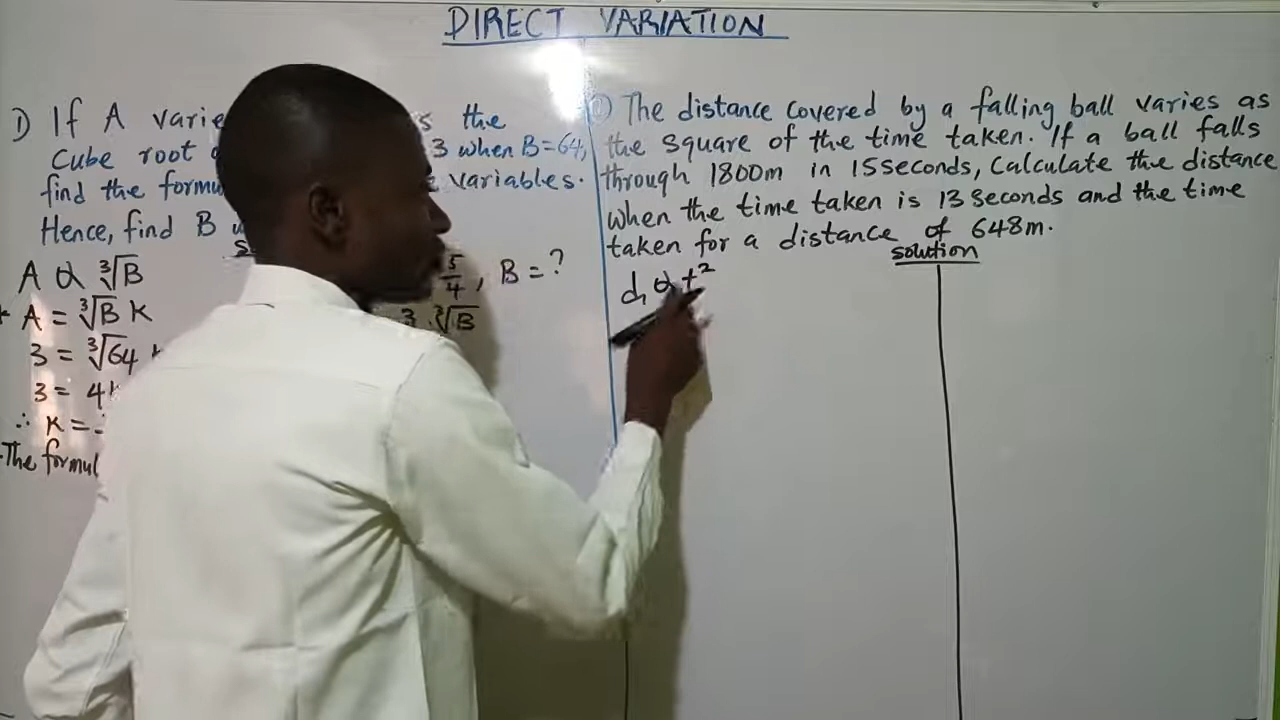 DIRECT VARIATION
1) If A varie the
Cube root 3 when B=64,
find the formu variables.
Hence, find B
A α ∛B
A = ∛B K
3 = ∛64
3 = 4
∴ K =
The formul
5/4, B = ?
3 ∛B
The distance covered by a falling ball varies as
the square of the time taken. If a ball falls
through 1800m in 15seconds, Calculate the distance
when the time taken is 13 Seconds and the time
taken for a distance of 648m.
solution
d α t²